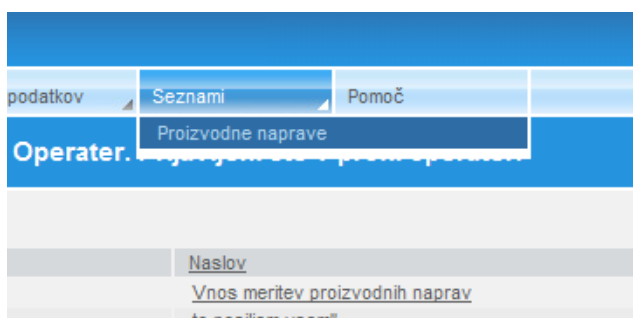 podatkov Seznami Pomoč
Proizvodne naprave
Operater.
Naslov
Vnos meritev proizvodnih naprav